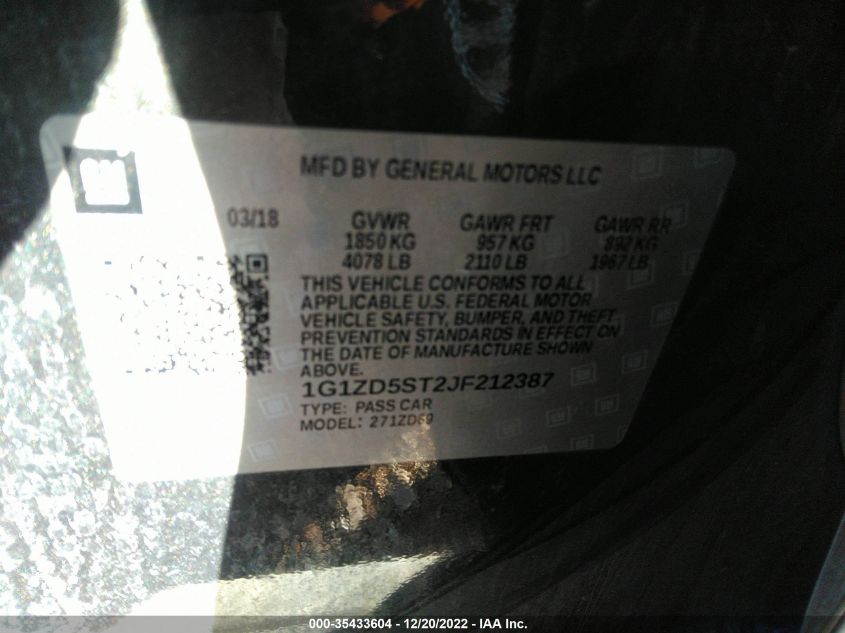 GM
MFD BY GENERAL MOTORS LLC
03/18 GVWR GAWR FRT GAWR RR
1850 KG 957 KG 892 KG
4078 LB 2110 LB 1967 LB
THIS VEHICLE CONFORMS TO ALL
APPLICABLE U.S. FEDERAL MOTOR
VEHICLE SAFETY, BUMPER, AND THEFT
PREVENTION STANDARDS IN EFFECT ON
THE DATE OF MANUFACTURE SHOWN
ABOVE.
1G1ZD5ST2JF212387
TYPE: PASS CAR
MODEL: 271ZD69
000-35433604 - 12/20/2022 - IAA Inc.